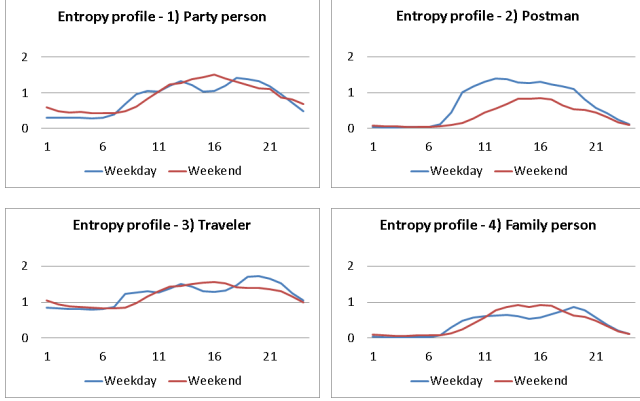 Entropy profile - 1) Party person
2
1
0
1 6 11 16 21
Weekday Weekend
Entropy profile - 2) Postman
2
1
0
1 6 11 16 21
Weekday Weekend
Entropy profile - 3) Traveler
2
1
0
1 6 11 16 21
Weekday Weekend
Entropy profile - 4) Family person
2
1
0
1 6 11 16 21
Weekday Weekend